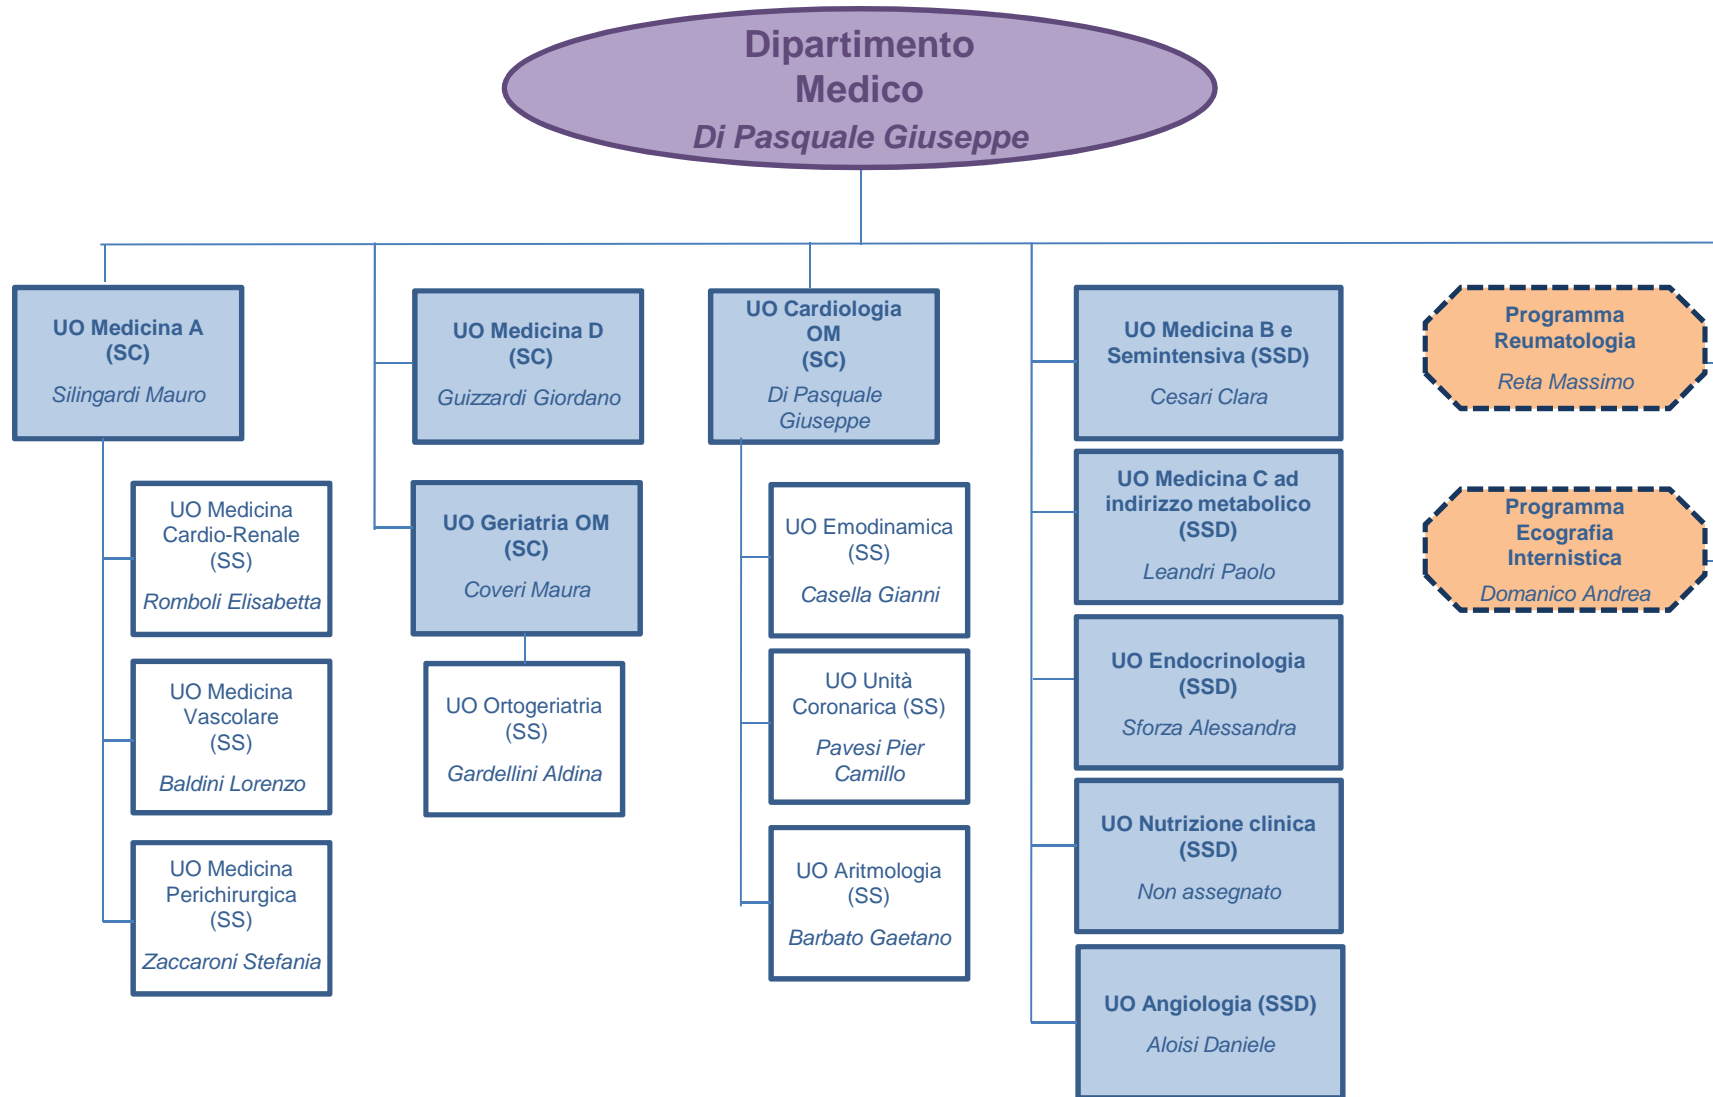 Dipartimento
Medico
Di Pasquale Giuseppe
UO Medicina A
(SC)
Silingardi Mauro
UO Medicina Cardio-Renale
(SS)
Romboli Elisabetta
UO Medicina
Vascolare
(SS)
Baldini Lorenzo
UO Medicina
Perichirurgica
(SS)
Zaccaroni Stefania
UO Medicina D
(SC)
Guizzardi Giordano
UO Geriatria OM
(SC)
Coveri Maura
UO Ortogeriatria
(SS)
Gardellini Aldina
UO Cardiologia
OM
(SC)
Di Pasquale
Giuseppe
UO Emodinamica
(SS)
Casella Gianni
UO Unità
Coronarica (SS)
Pavesi Pier
Camillo
UO Aritmologia
(SS)
Barbato Gaetano
UO Medicina B e
Semintensiva (SSD)
Cesari Clara
UO Medicina C ad
indirizzo metabolico
(SSD)
Leandri Paolo
UO Endocrinologia
(SSD)
Sforza Alessandra
UO Nutrizione clinica
(SSD)
Non assegnato
UO Angiologia (SSD)
Aloisi Daniele
Programma
Reumatologia
Reta Massimo
Programma
Ecografia
Internistica
Domanico Andrea